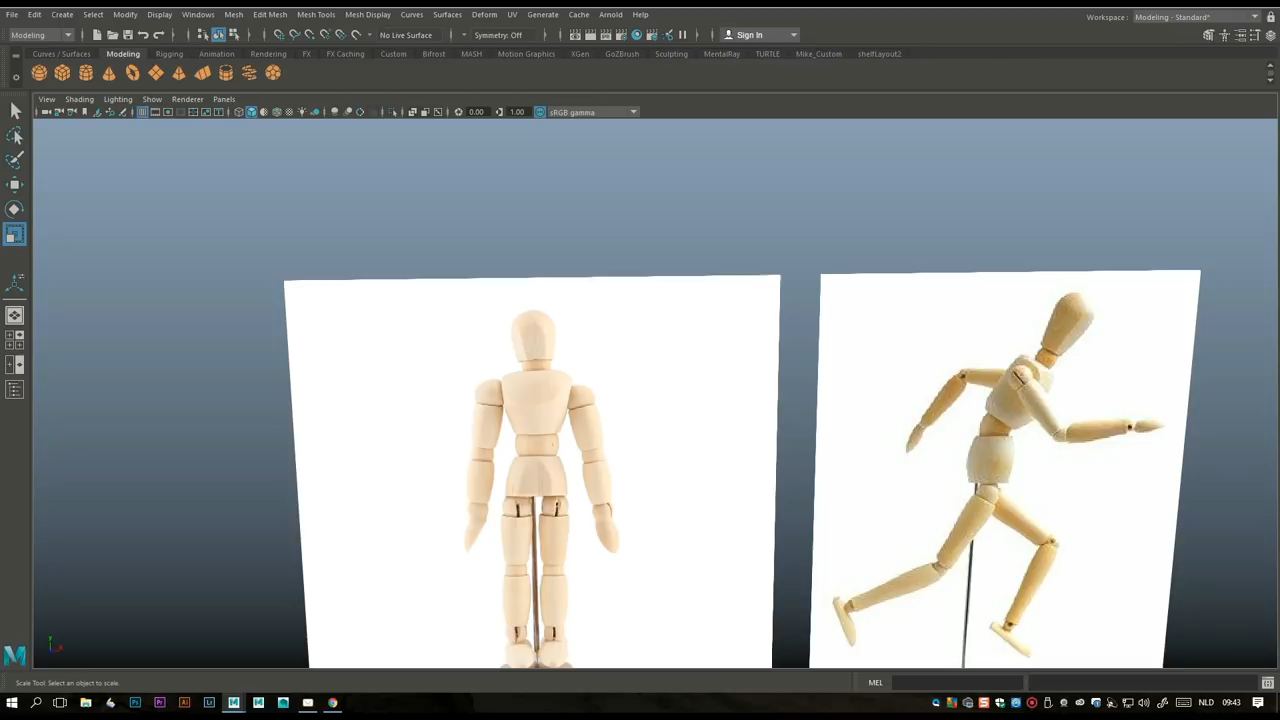 File Edit Create Select Modify Display Windows Mesh Edit Mesh Mesh Tools Mesh Display Curves Surfaces Deform UV Generate Cache Arnold Help
Workspace : Modeling - Standard*
Modeling No Live Surface Symmetry: Off Sign In
Curves / Surfaces Modeling Rigging Animation Rendering FX FX Caching Custom Bifrost MASH Motion Graphics XGen GoZBrush Sculpting MentalRay TURTLE Mike_Custom shelfLayout2
View Shading Lighting Show Renderer Panels
0.00 1.00 sRGB gamma
Scale Tool: Select an object to scale.
MEL
NLD 09:43